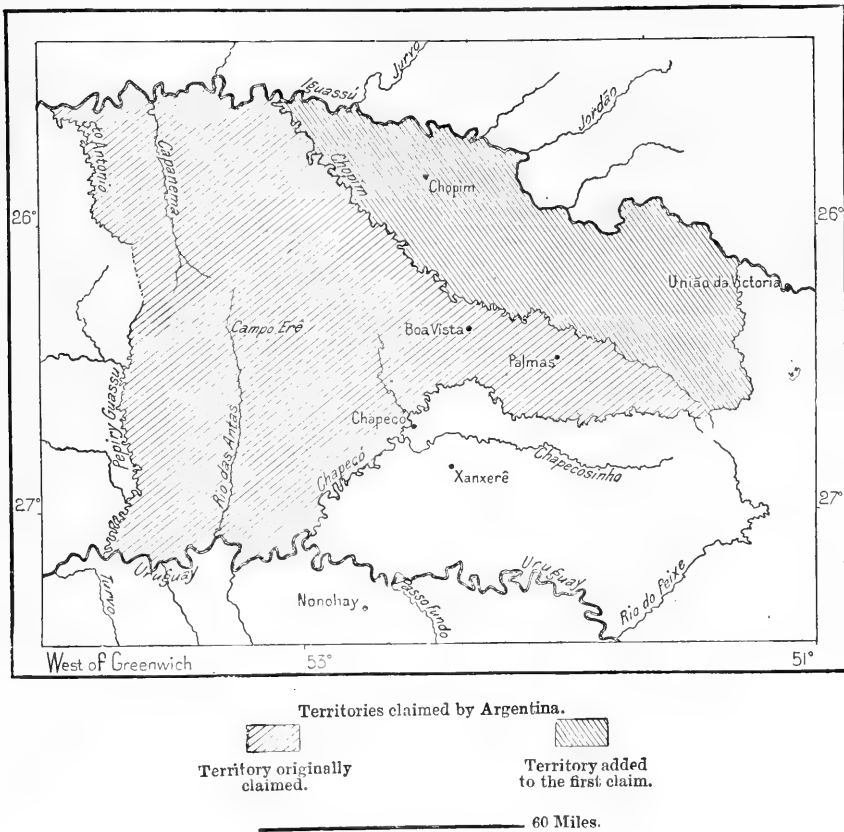 Iguassú
Jurvo
Jordão
Sto Antonio
Capanema
Chopim
Chopim
26°
26°
União da Victoria
Campo Erê
Boa Vista
Palmas
Pepiry Guassú
Rio das Antas
Chapecó
Chapecó
Chapecosinho
Xanxerê
27°
27°
Uruguay
Uruguay
Turvo
Nonohay
Passo Fundo
Rio do Peixe
West of Greenwich
53°
51°
Territories claimed by Argentina.
Territory originally
claimed.
Territory added
to the first claim.
60 Miles.